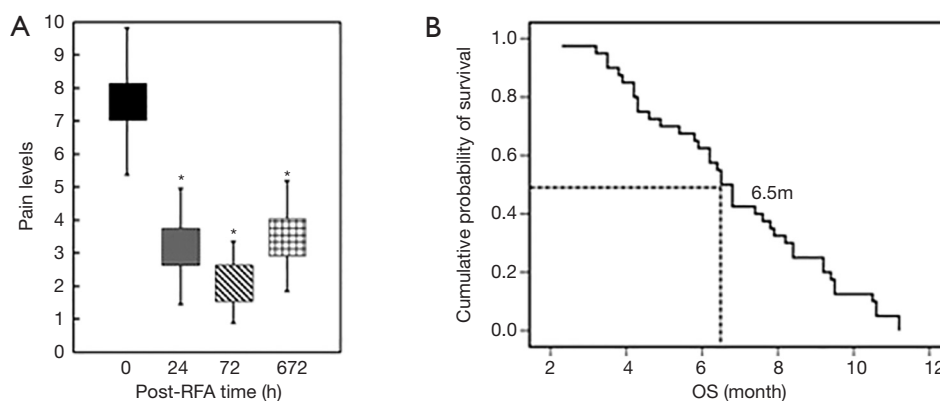 A
10
9
8
7
6
5
4
3
2
1
0
Pain levels
*
*
*
0 24 72 672
Post-RFA time (h)
B
1.0
0.8
0.6
0.4
0.2
0.0
Cumulative probability of survival
6.5m
2 4 6 8 10 12
OS (month)